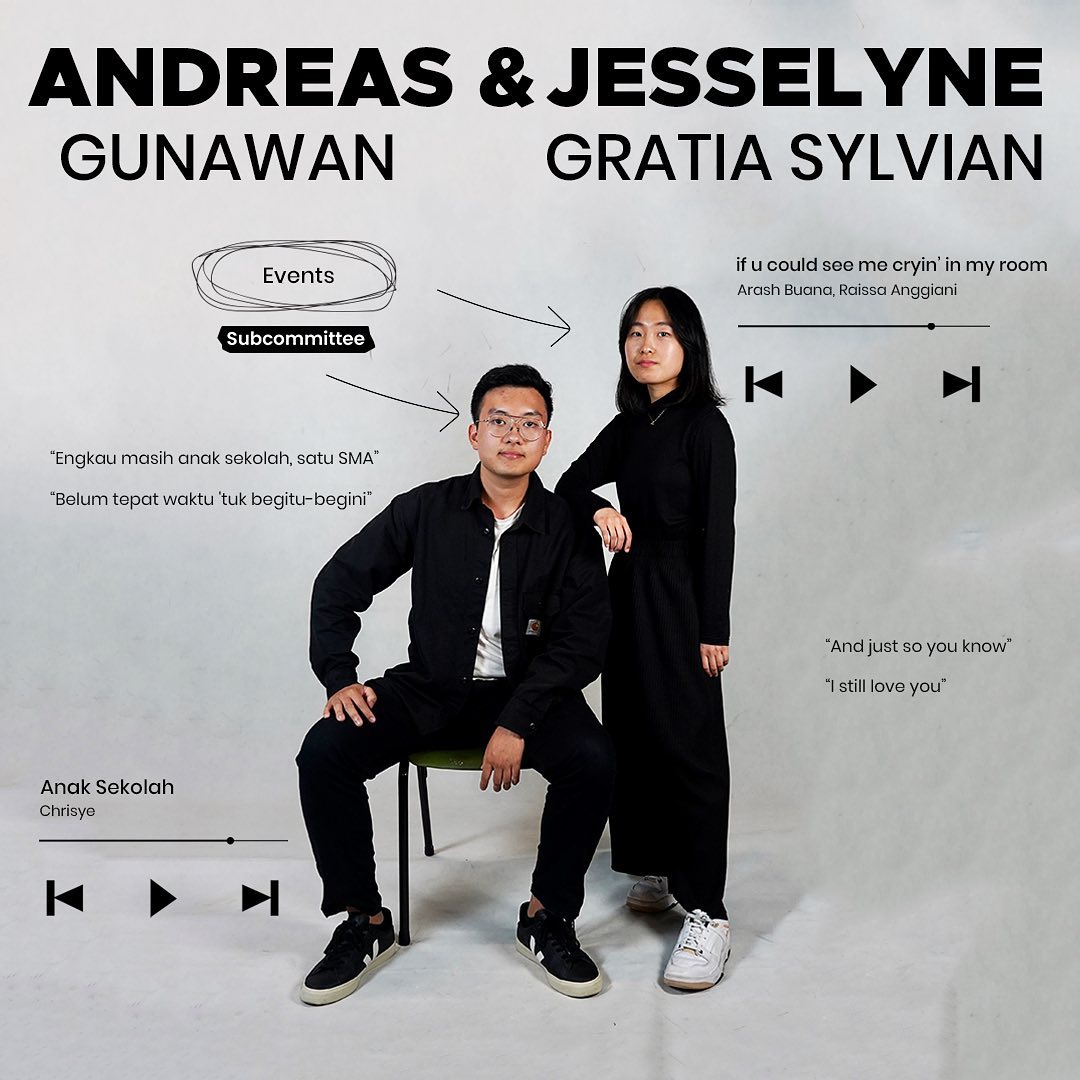 ANDREAS & JESSELYNE
GUNAWAN
GRATIA SYLVIAN
Events
Subcommittee
if u could see me cryin' in my room
Arash Buana, Raissa Anggiani
“Engkau masih anak sekolah, satu SMA”
“Belum tepat waktu 'tuk begitu-begini”
“And just so you know”
“I still love you”
Anak Sekolah
Chrisye